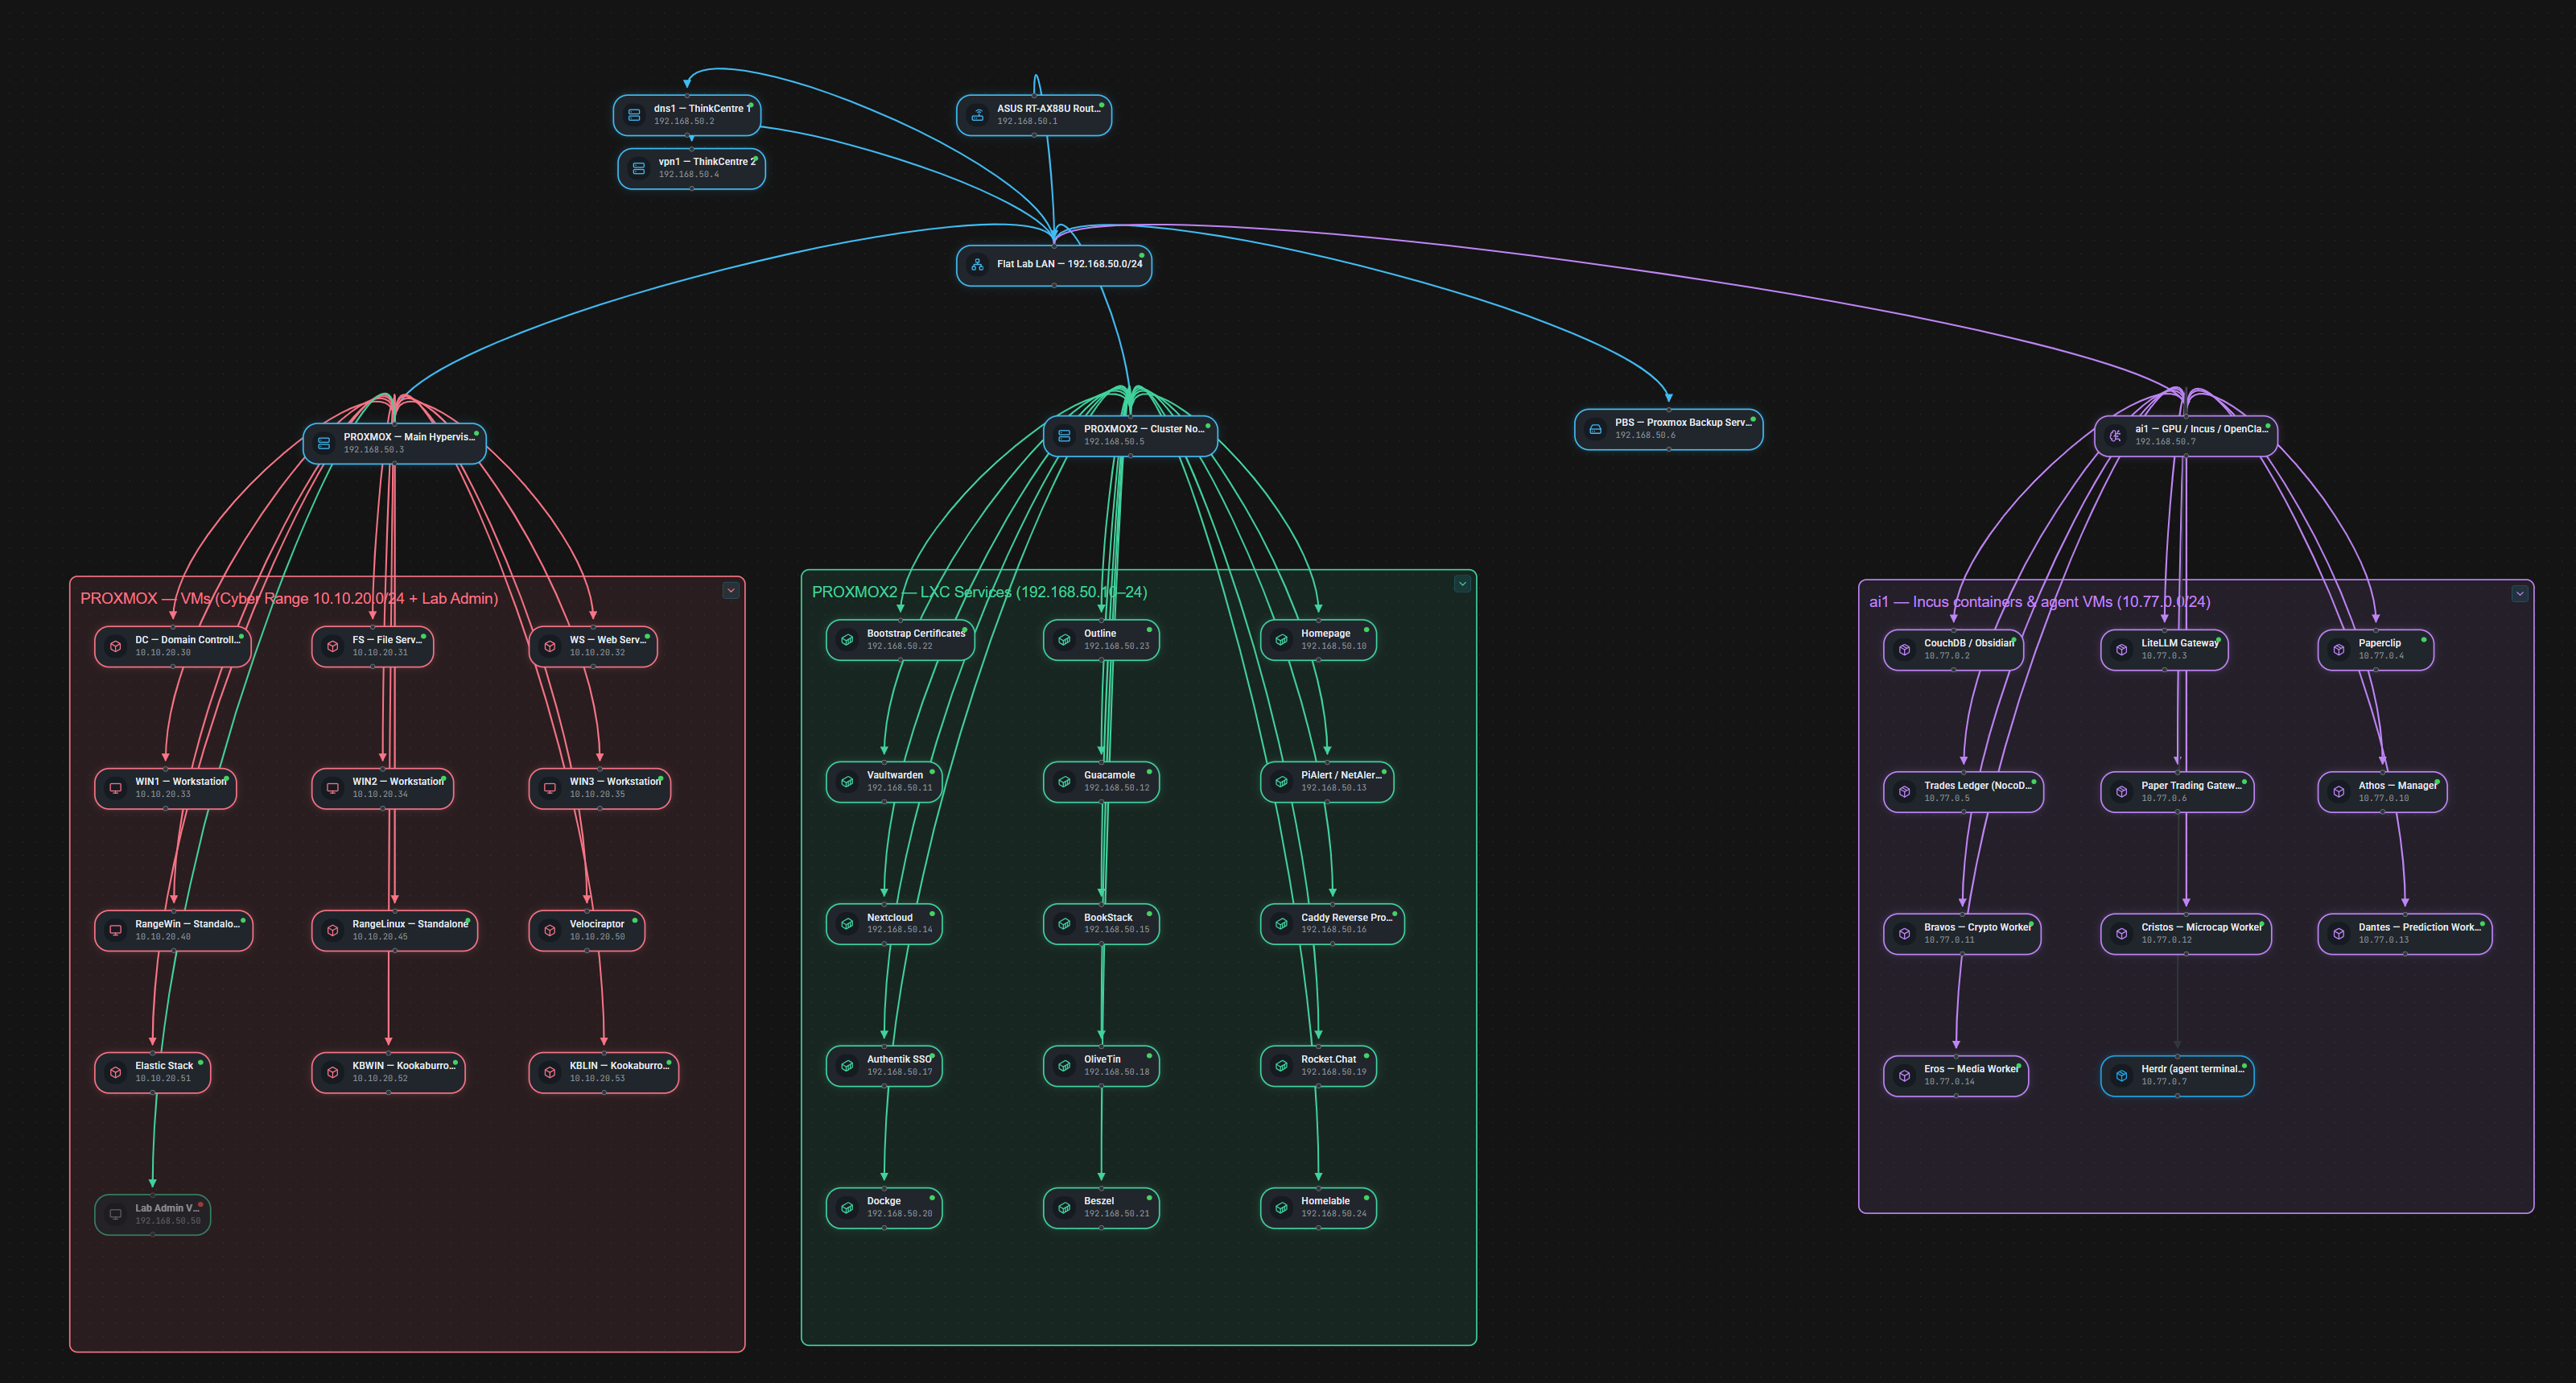 dns1 — ThinkCentre 1
192.168.50.2
ASUS RT-AX88U Rout...
192.168.50.1
vpn1 — ThinkCentre 2
192.168.50.4
Flat Lab LAN — 192.168.50.0/24
PROXMOX — Main Hypervis...
192.168.50.3
PROXMOX2 — Cluster No...
192.168.50.5
PBS — Proxmox Backup Serv...
192.168.50.6
ai1 — GPU / Incus / OpenCla...
192.168.50.7
PROXMOX — VMs (Cyber Range 10.10.20.0/24 + Lab Admin)
DC — Domain Controll...
10.10.20.30
FS — File Serv...
10.10.20.31
WS — Web Serv...
10.10.20.32
WIN1 — Workstation
10.10.20.33
WIN2 — Workstation
10.10.20.34
WIN3 — Workstation
10.10.20.35
RangeWin — Standalo...
10.10.20.40
RangeLinux — Standalone
10.10.20.45
Velociraptor
10.10.20.50
Elastic Stack
10.10.20.51
KBWIN — Kookaburro...
10.10.20.52
KBLIN — Kookaburro...
10.10.20.53
Lab Admin V...
192.168.50.50
PROXMOX2 — LXC Services (192.168.50.10–24)
Bootstrap Certificates
192.168.50.22
Outline
192.168.50.23
Homepage
192.168.50.10
Vaultwarden
192.168.50.11
Guacamole
192.168.50.12
PiAlert / NetAler...
192.168.50.13
Nextcloud
192.168.50.14
BookStack
192.168.50.15
Caddy Reverse Pro...
192.168.50.16
Authentik SSO
192.168.50.17
OliveTin
192.168.50.18
Rocket.Chat
192.168.50.19
Dockge
192.168.50.20
Beszel
192.168.50.21
Homelable
192.168.50.24
ai1 — Incus containers & agent VMs (10.77.0.0/24)
CouchDB / Obsidian
10.77.0.2
LiteLLM Gateway
10.77.0.3
Paperclip
10.77.0.4
Trades Ledger (NocoD...
10.77.0.5
Paper Trading Gatew...
10.77.0.6
Athos — Manager
10.77.0.10
Bravos — Crypto Worker
10.77.0.11
Cristos — Microcap Worker
10.77.0.12
Dantes — Prediction Work...
10.77.0.13
Eros — Media Worker
10.77.0.14
Herdr (agent terminal...
10.77.0.7